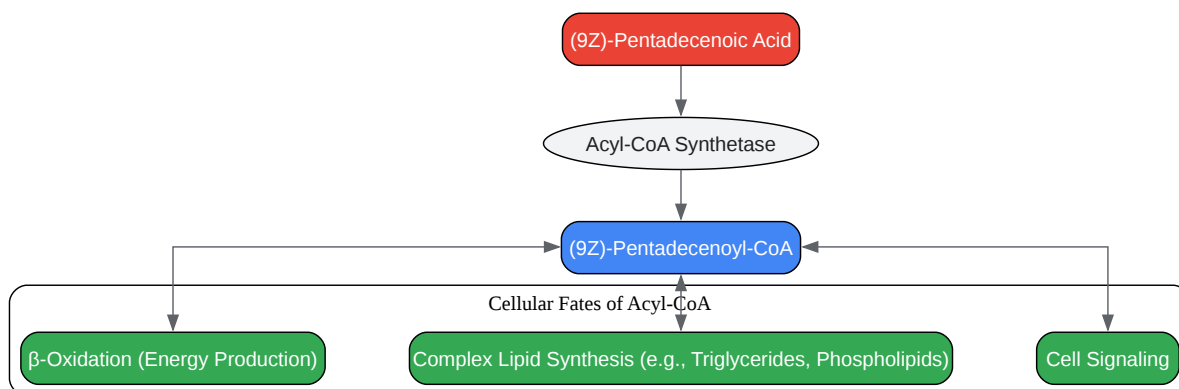 (9Z)-Pentadecenoic Acid
Acyl-CoA Synthetase
(9Z)-Pentadecenoyl-CoA
Cellular Fates of Acyl-CoA
β-Oxidation (Energy Production)
Complex Lipid Synthesis (e.g., Triglycerides, Phospholipids)
Cell Signaling